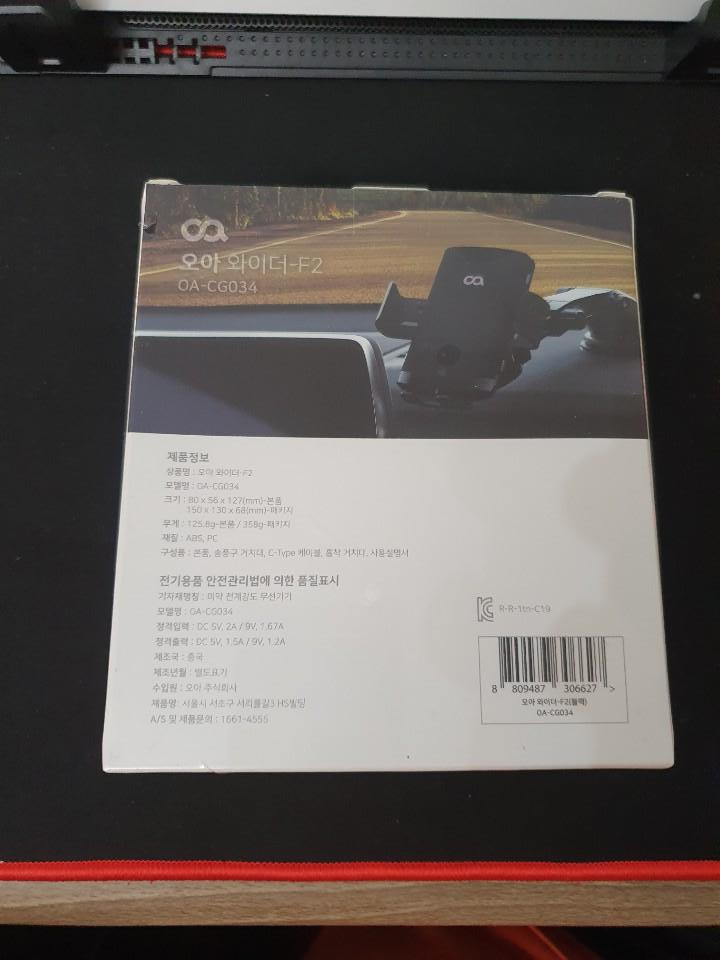 oa
오아 와이더-F2
OA-CG034
oa
제품정보
상품명 : 오아 와이더-F2
모델명 : OA-CG034
크기 : 80 x 56 x 127(mm)-본품
150 x 130 x 68(mm)-패키지
무게 : 125.8g-본품 / 358g-패키지
재질 : ABS, PC
구성품 : 본품, 송풍구 거치대, C-Type 케이블, 흡착 거치대, 사용설명서
전기용품 안전관리법에 의한 품질표시
기자재명칭 : 미약 전계강도 무선기기
모델명 : OA-CG034
정격입력 : DC 5V, 2A / 9V, 1.67A
정격출력 : DC 5V, 1.5A / 9V, 1.2A
제조국 : 중국
제조년월 : 별도표기
수입원 : 오아 주식회사
제품명: 서울시 서초구 서리풀길3 HS빌딩
A/S 및 제품문의 : 1661-4555
R-R-1tn-C19
8 809487 306627 >
오아 와이더-F2(블랙)
OA-CG034